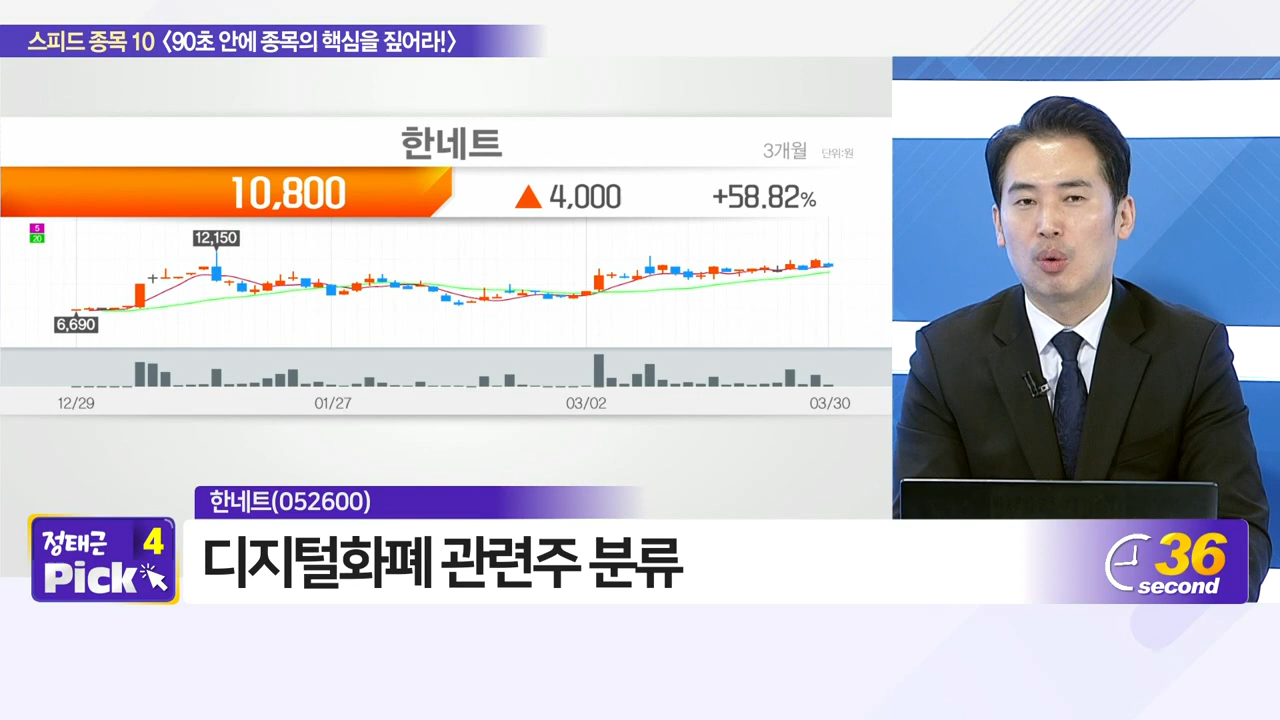 스피드 종목 10 〈90초 안에 종목의 핵심을 짚어라!〉
한네트
3개월 단위:원
10,800 ▲ 4,000 +58.82%
5
20
12,150
6,690
12/29 01/27 03/02 03/30
한네트(052600)
정태근 4
Pick
디지털화폐 관련주 분류
36
second